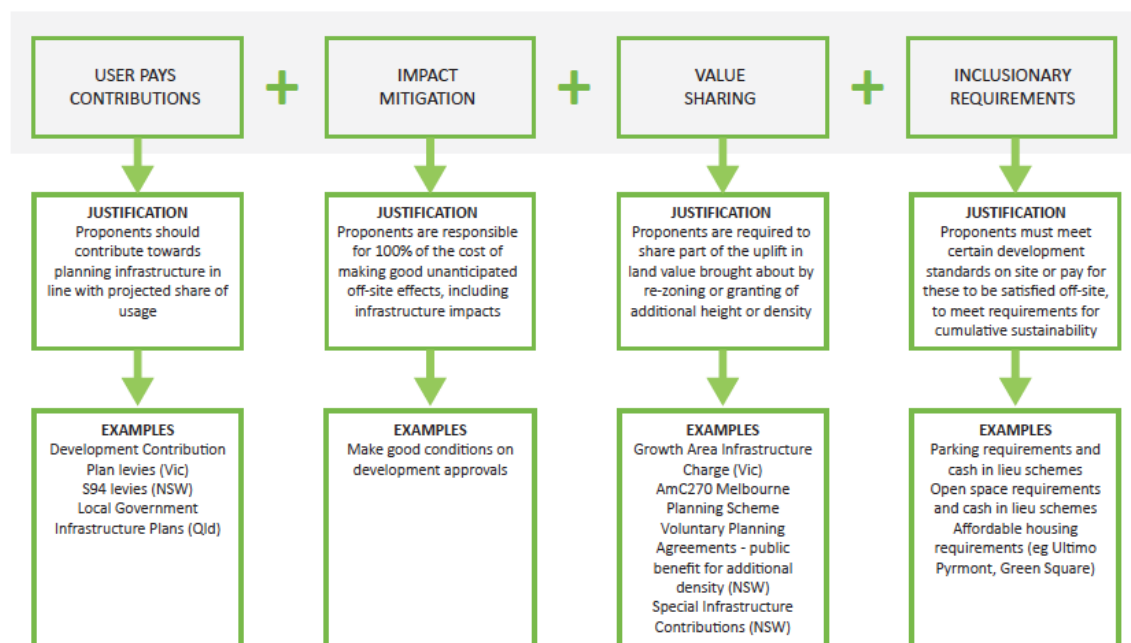 USER PAYS
CONTRIBUTIONS
+
IMPACT
MITIGATION
+
VALUE
SHARING
+
INCLUSIONARY
REQUIREMENTS
JUSTIFICATION
Proponents should
contribute towards
planning infrastructure in
line with projected share of
usage
JUSTIFICATION
Proponents are responsible
for 100% of the cost of
making good unanticipated
off-site effects, including
infrastructure impacts
JUSTIFICATION
Proponents are required to
share part of the uplift in
land value brought about by
re-zoning or granting of
additional height or density
JUSTIFICATION
Proponents must meet
certain development
standards on site or pay for
these to be satisfied off-site,
to meet requirements for
cumulative sustainability
EXAMPLES
Development Contribution
Plan levies (Vic)
S94 levies (NSW)
Local Government
Infrastructure Plans (Qld)
EXAMPLES
Make good conditions on
development approvals
EXAMPLES
Growth Area Infrastructure
Charge (Vic)
AmC270 Melbourne
Planning Scheme
Voluntary Planning
Agreements - public
benefit for additional
density (NSW)
Special Infrastructure
Contributions (NSW)
EXAMPLES
Parking requirements and
cash in lieu schemes
Open space requirements
and cash in lieu schemes
Affordable housing
requirements (eg Ultimo
Pyrmont, Green Square)